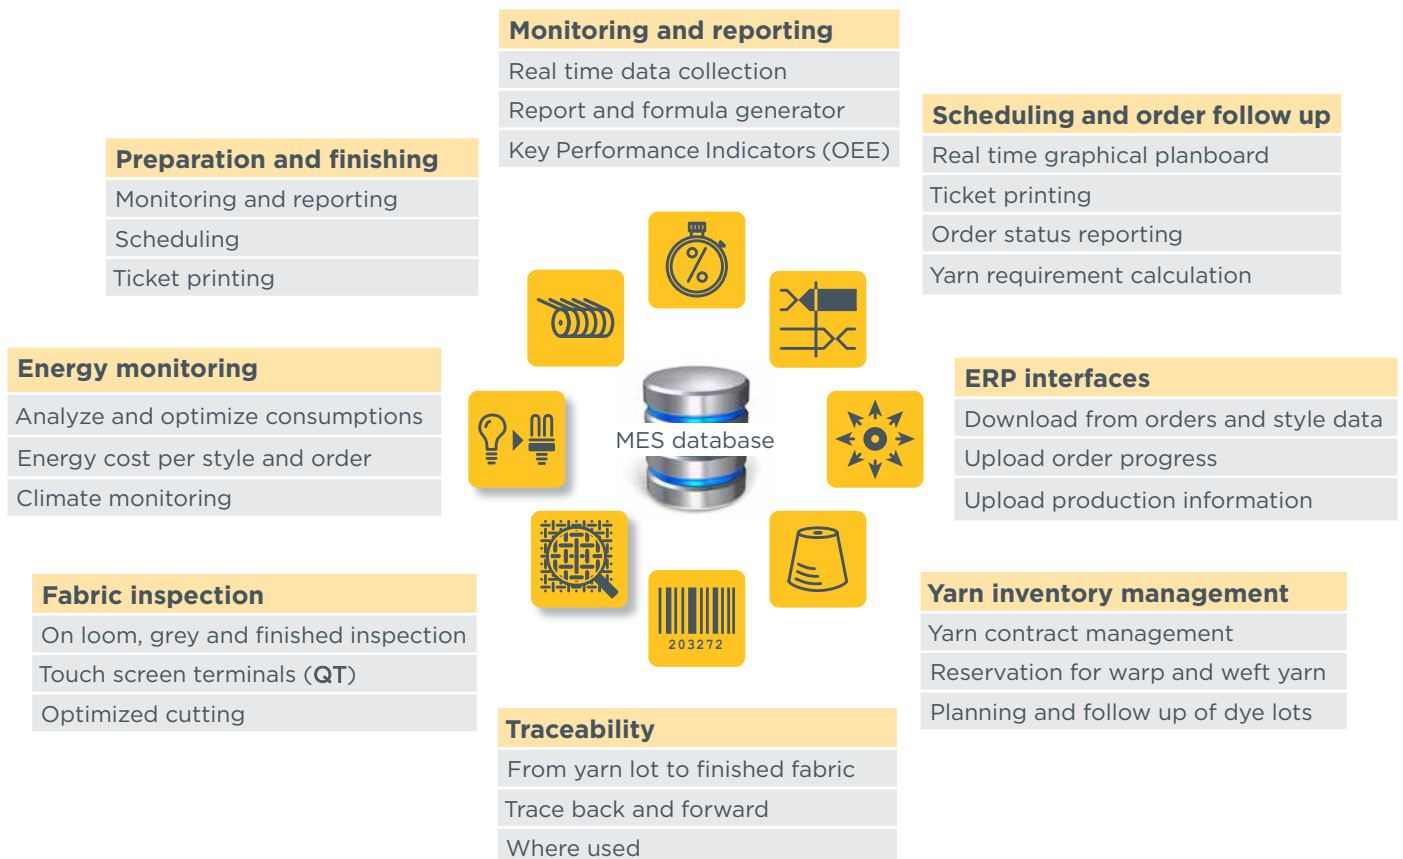 Monitoring and reporting
Real time data collection
Report and formula generator
Key Performance Indicators (OEE)
Scheduling and order follow up
Real time graphical planboard
Ticket printing
Order status reporting
Yarn requirement calculation
Preparation and finishing
Monitoring and reporting
Scheduling
Ticket printing
Energy monitoring
Analyze and optimize consumptions
Energy cost per style and order
Climate monitoring
MES database
ERP interfaces
Download from orders and style data
Upload order progress
Upload production information
Fabric inspection
On loom, grey and finished inspection
Touch screen terminals (QT)
Optimized cutting
203272
Yarn inventory management
Yarn contract management
Reservation for warp and weft yarn
Planning and follow up of dye lots
Traceability
From yarn lot to finished fabric
Trace back and forward
Where used